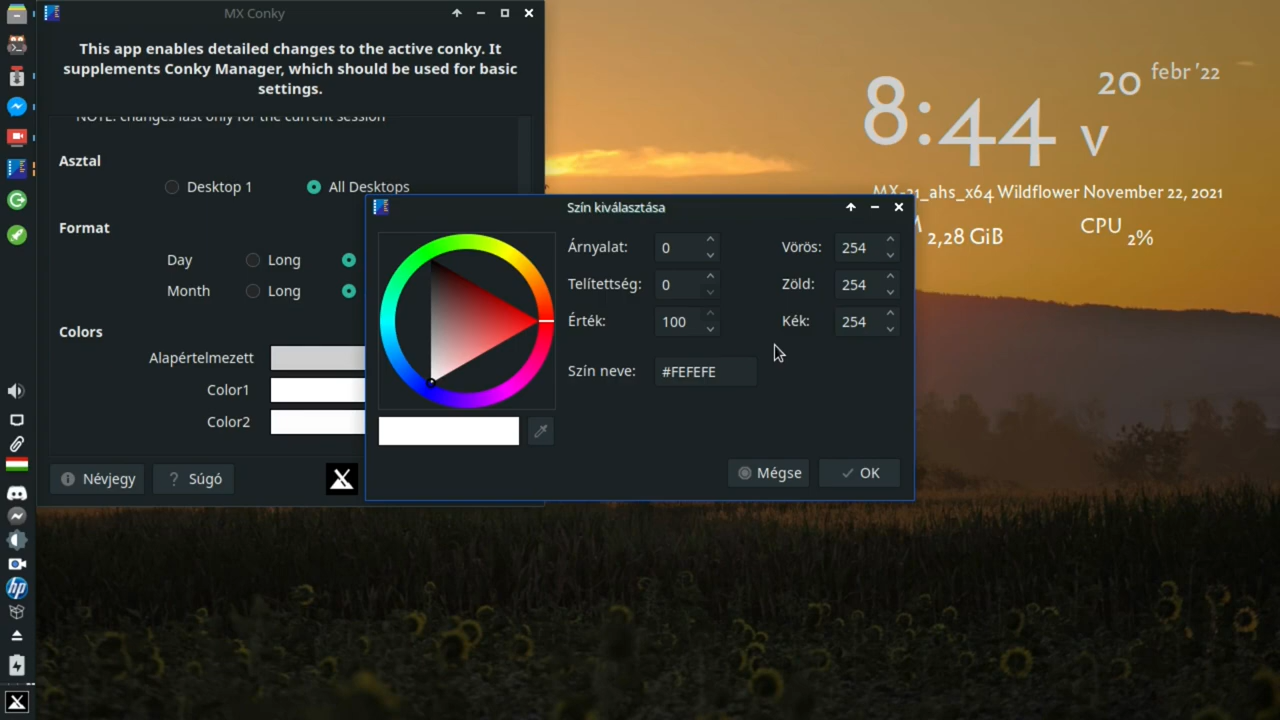 MX Conky
This app enables detailed changes to the active conky. It
supplements Conky Manager, which should be used for basic
settings.
NOTE: changes last only for the current session
Asztal
Desktop 1
All Desktops
Format
Day
Long
Month
Long
Colors
Alapértelmezett
Color1
Color2
Névjegy
Súgó
Szín kiválasztása
Árnyalat:
0
Vörös:
254
Telítettség:
0
Zöld:
254
Érték:
100
Kék:
254
Szín neve:
#FEFEFE
Mégse
OK
8:44
20
febr '22
V
MX-21_ahs_x64 Wildflower November 22, 2021
2,28 GiB
CPU
2%
hp